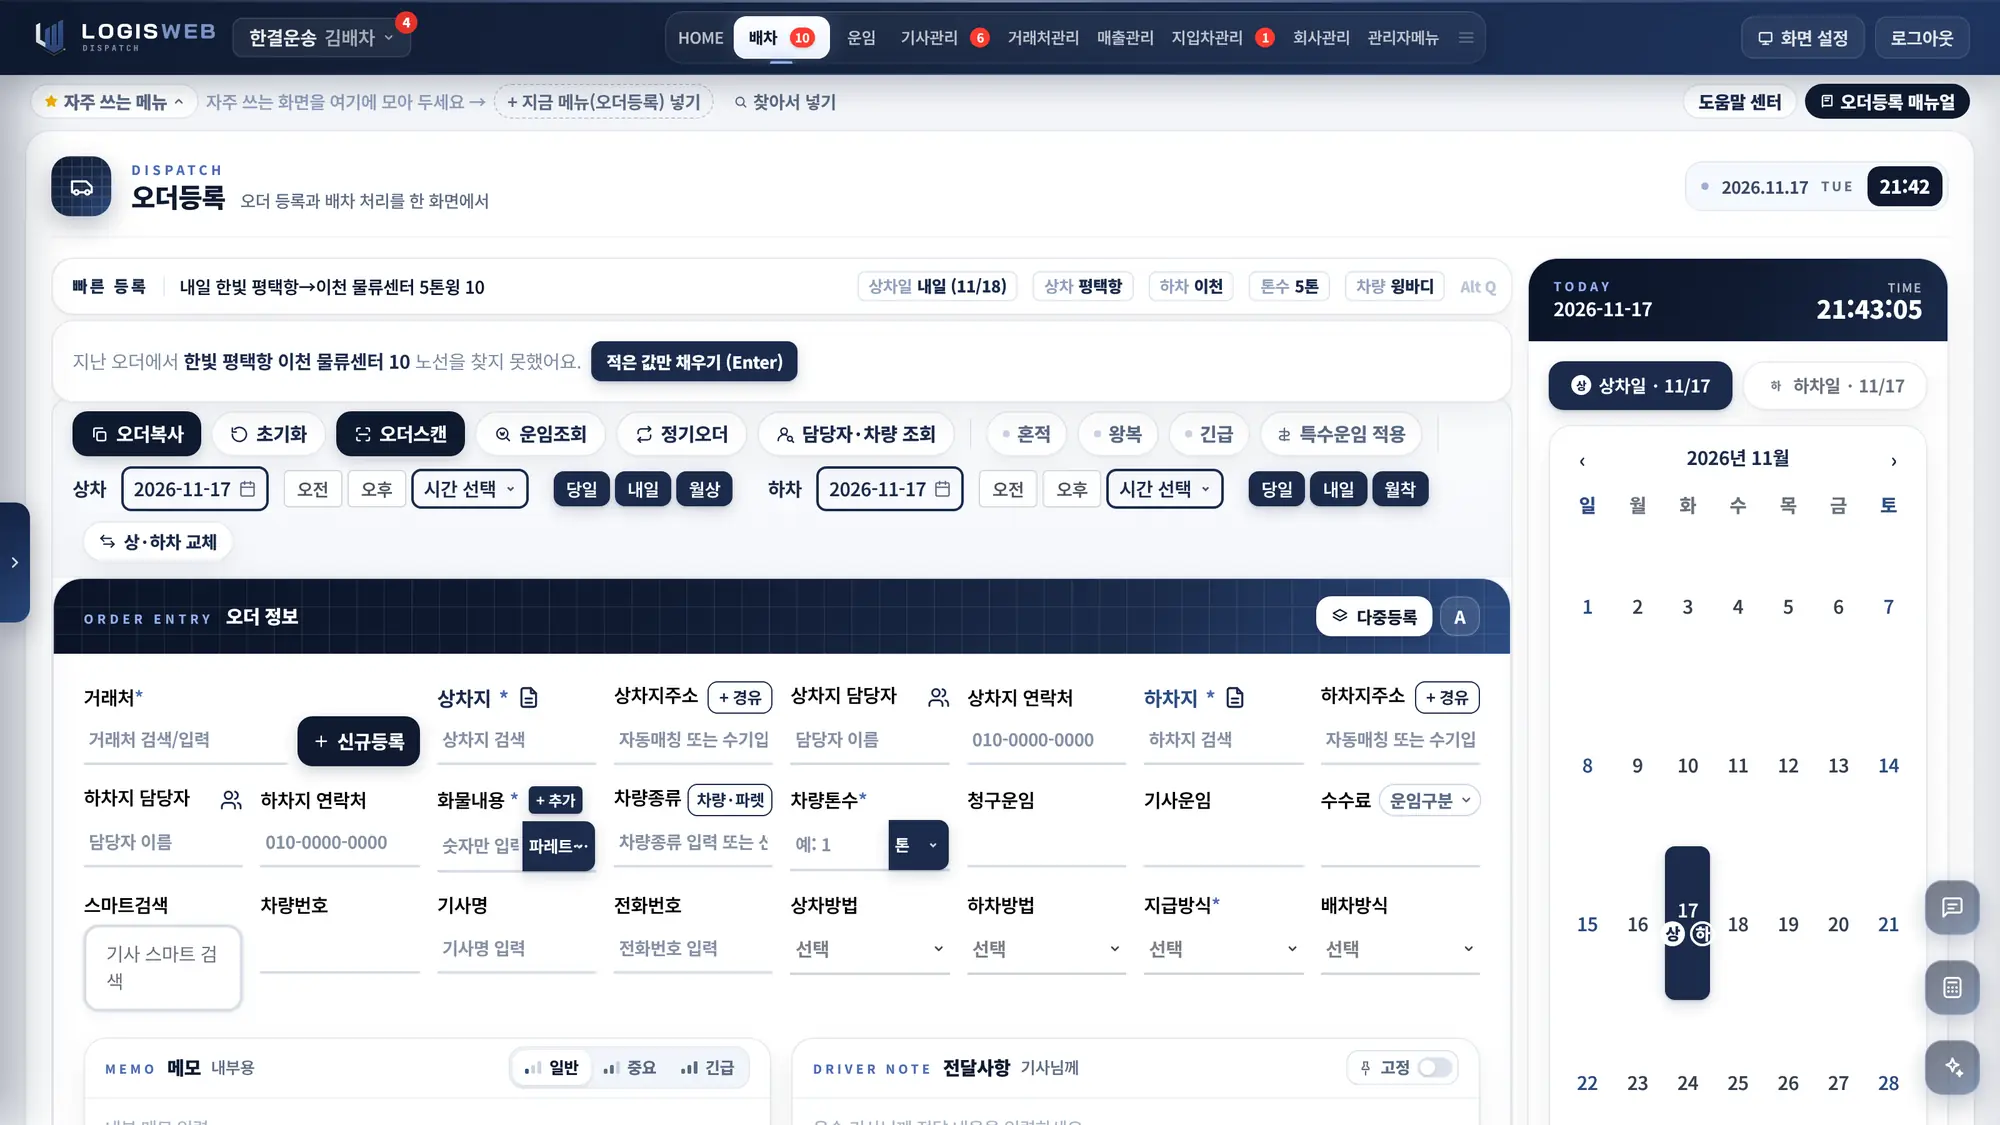 LOGISWEB
DISPATCH
한결운송 김배차
4
HOME
배차 10
운임
기사관리 6
거래처관리
매출관리
지입차관리 1
회사관리
관리자메뉴
화면 설정
로그아웃
자주 쓰는 메뉴
자주 쓰는 화면을 여기에 모아 두세요 →
+ 지금 메뉴(오더등록) 넣기
찾아서 넣기
도움말 센터
오더등록 매뉴얼
DISPATCH
오더등록 오더 등록과 배차 처리를 한 화면에서
2026.11.17 TUE 21:42
빠른 등록
내일 한빛 평택항→이천 물류센터 5톤윙 10
상차일 내일 (11/18)
상차 평택항
하차 이천
톤수 5톤
차량 윙바디
Alt Q
지난 오더에서 한빛 평택항 이천 물류센터 10 노선을 찾지 못했어요.
적은 값만 채우기 (Enter)
오더복사
초기화
오더스캔
운임조회
정기오더
담당자·차량 조회
혼적
왕복
긴급
특수운임 적용
상차
2026-11-17
오전
오후
시간 선택
당일
내일
월상
하차
2026-11-17
오전
오후
시간 선택
당일
내일
월착
상·하차 교체
ORDER ENTRY 오더 정보
다중등록
A
거래처*
상차지 *
상차지주소
+ 경유
상차지 담당자
상차지 연락처
하차지 *
하차지주소
+ 경유
거래처 검색/입력
+ 신규등록
상차지 검색
자동매칭 또는 수기입
담당자 이름
010-0000-0000
하차지 검색
자동매칭 또는 수기입
하차지 담당자
하차지 연락처
화물내용 *
+ 추가
차량종류
차량·파렛
차량톤수*
청구운임
기사운임
수수료
운임구분
담당자 이름
010-0000-0000
숫자만 입력
파레트
차량종류 입력 또는 선
예: 1
톤
스마트검색
차량번호
기사명
전화번호
상차방법
하차방법
지급방식*
배차방식
기사 스마트 검
색
기사명 입력
전화번호 입력
선택
선택
선택
선택
MEMO 메모 내부용
일반
중요
긴급
DRIVER NOTE 전달사항 기사님께
고정
TODAY
2026-11-17
TIME
21:43:05
상 상차일 · 11/17
하 하차일 · 11/17
‹ 2026년 11월 ›
일 월 화 수 목 금 토
1 2 3 4 5 6 7
8 9 10 11 12 13 14
15 16 17 18 19 20 21
상 하
22 23 24 25 26 27 28